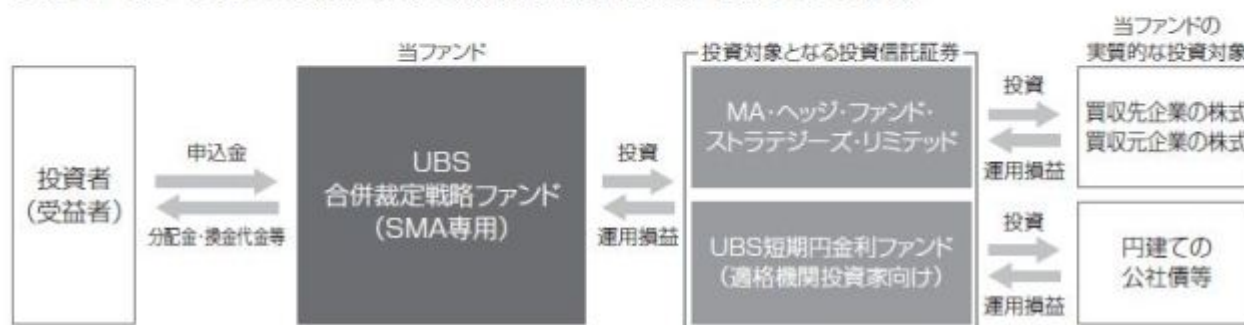 当ファンドの
実質的な投資対象
当ファンド
投資対象となる投資信託証券
投資者
(受益者)
申込金
分配金・換金代金等
UBS
合併裁定戦略ファンド
(SMA専用)
投資
運用損益
MA・ヘッジ・ファンド・
ストラテジーズ・リミテッド
投資
運用損益
買収先企業の株式
買収元企業の株式
UBS短期円金利ファンド
(適格機関投資家向け)
投資
運用損益
円建ての
公社債等